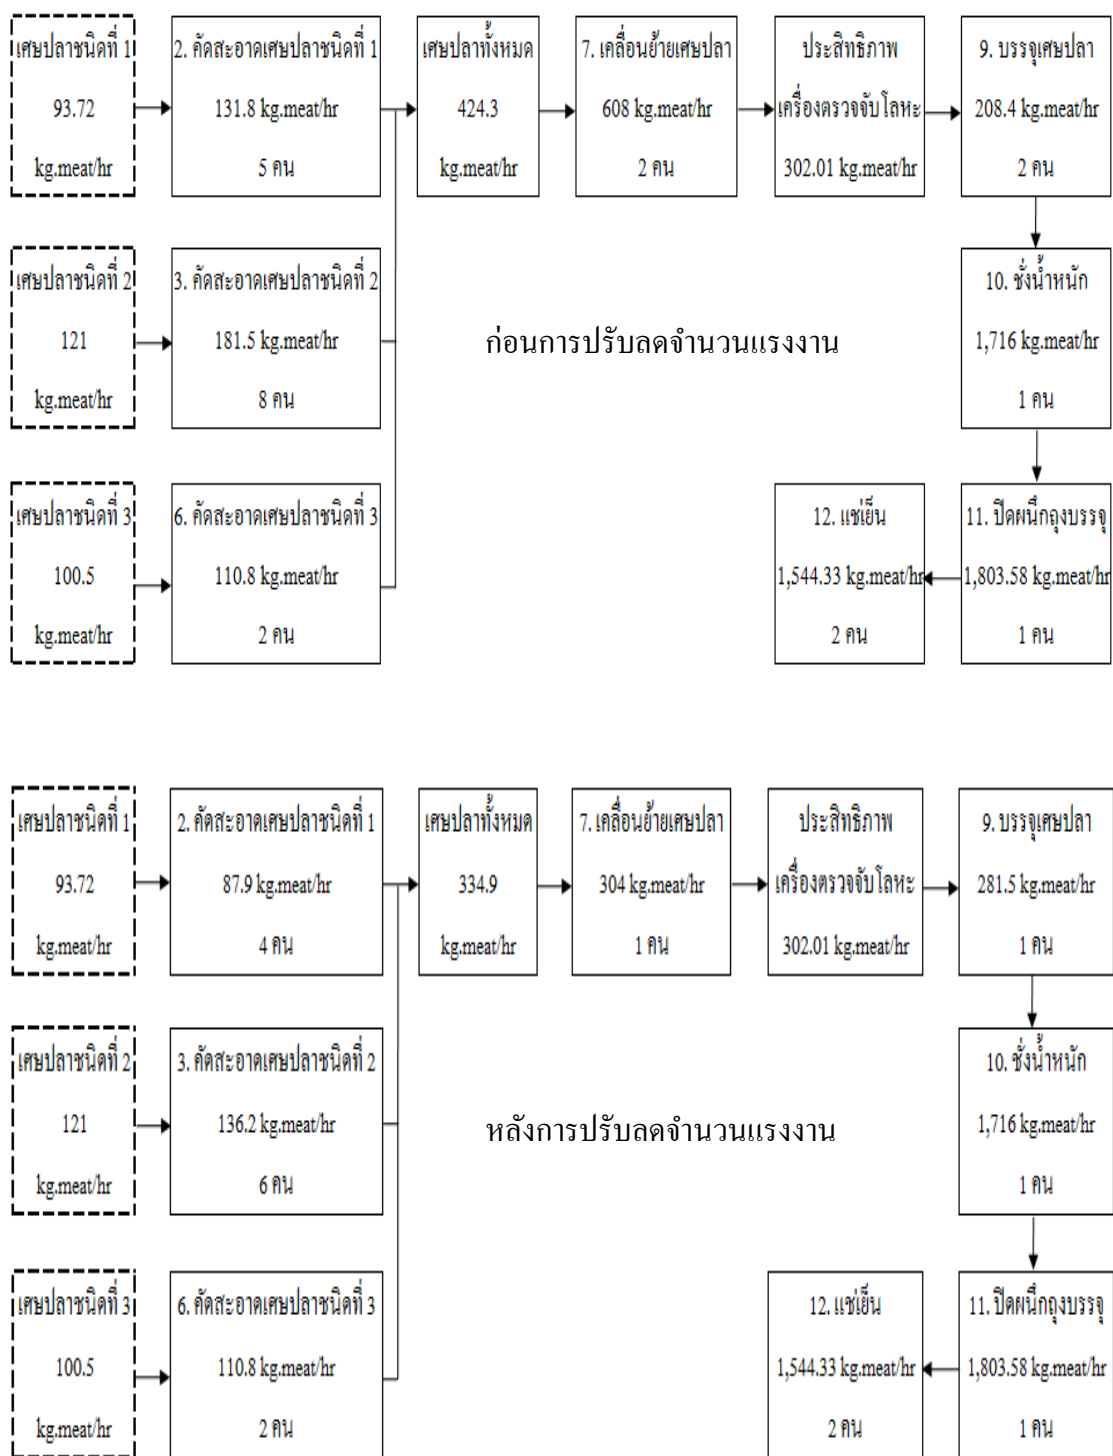 เศษปลาชนิดที่ 1
93.72
kg.meat/hr
2. คัดสะอาดเศษปลาชนิดที่ 1
131.8 kg.meat/hr
5 คน
เศษปลาทั้งหมด
424.3
kg.meat/hr
7. เคลื่อนย้ายเศษปลา
608 kg.meat/hr
2 คน
ประสิทธิภาพ
เครื่องตรวจจับโลหะ
302.01 kg.meat/hr
9. บรรจุเศษปลา
208.4 kg.meat/hr
2 คน
เศษปลาชนิดที่ 2
121
kg.meat/hr
3. คัดสะอาดเศษปลาชนิดที่ 2
181.5 kg.meat/hr
8 คน
ก่อนการปรับลดจำนวนแรงงาน
10. ชั่งน้ำหนัก
1,716 kg.meat/hr
1 คน
เศษปลาชนิดที่ 3
100.5
kg.meat/hr
6. คัดสะอาดเศษปลาชนิดที่ 3
110.8 kg.meat/hr
2 คน
12. แช่เย็น
1,544.33 kg.meat/hr
2 คน
11. ปิดผนึกถุงบรรจุ
1,803.58 kg.meat/hr
1 คน
เศษปลาชนิดที่ 1
93.72
kg.meat/hr
2. คัดสะอาดเศษปลาชนิดที่ 1
87.9 kg.meat/hr
4 คน
เศษปลาทั้งหมด
334.9
kg.meat/hr
7. เคลื่อนย้ายเศษปลา
304 kg.meat/hr
1 คน
ประสิทธิภาพ
เครื่องตรวจจับโลหะ
302.01 kg.meat/hr
9. บรรจุเศษปลา
281.5 kg.meat/hr
1 คน
เศษปลาชนิดที่ 2
121
kg.meat/hr
3. คัดสะอาดเศษปลาชนิดที่ 2
136.2 kg.meat/hr
6 คน
หลังการปรับลดจำนวนแรงงาน
10. ชั่งน้ำหนัก
1,716 kg.meat/hr
1 คน
เศษปลาชนิดที่ 3
100.5
kg.meat/hr
6. คัดสะอาดเศษปลาชนิดที่ 3
110.8 kg.meat/hr
2 คน
12. แช่เย็น
1,544.33 kg.meat/hr
2 คน
11. ปิดผนึกถุงบรรจุ
1,803.58 kg.meat/hr
1 คน